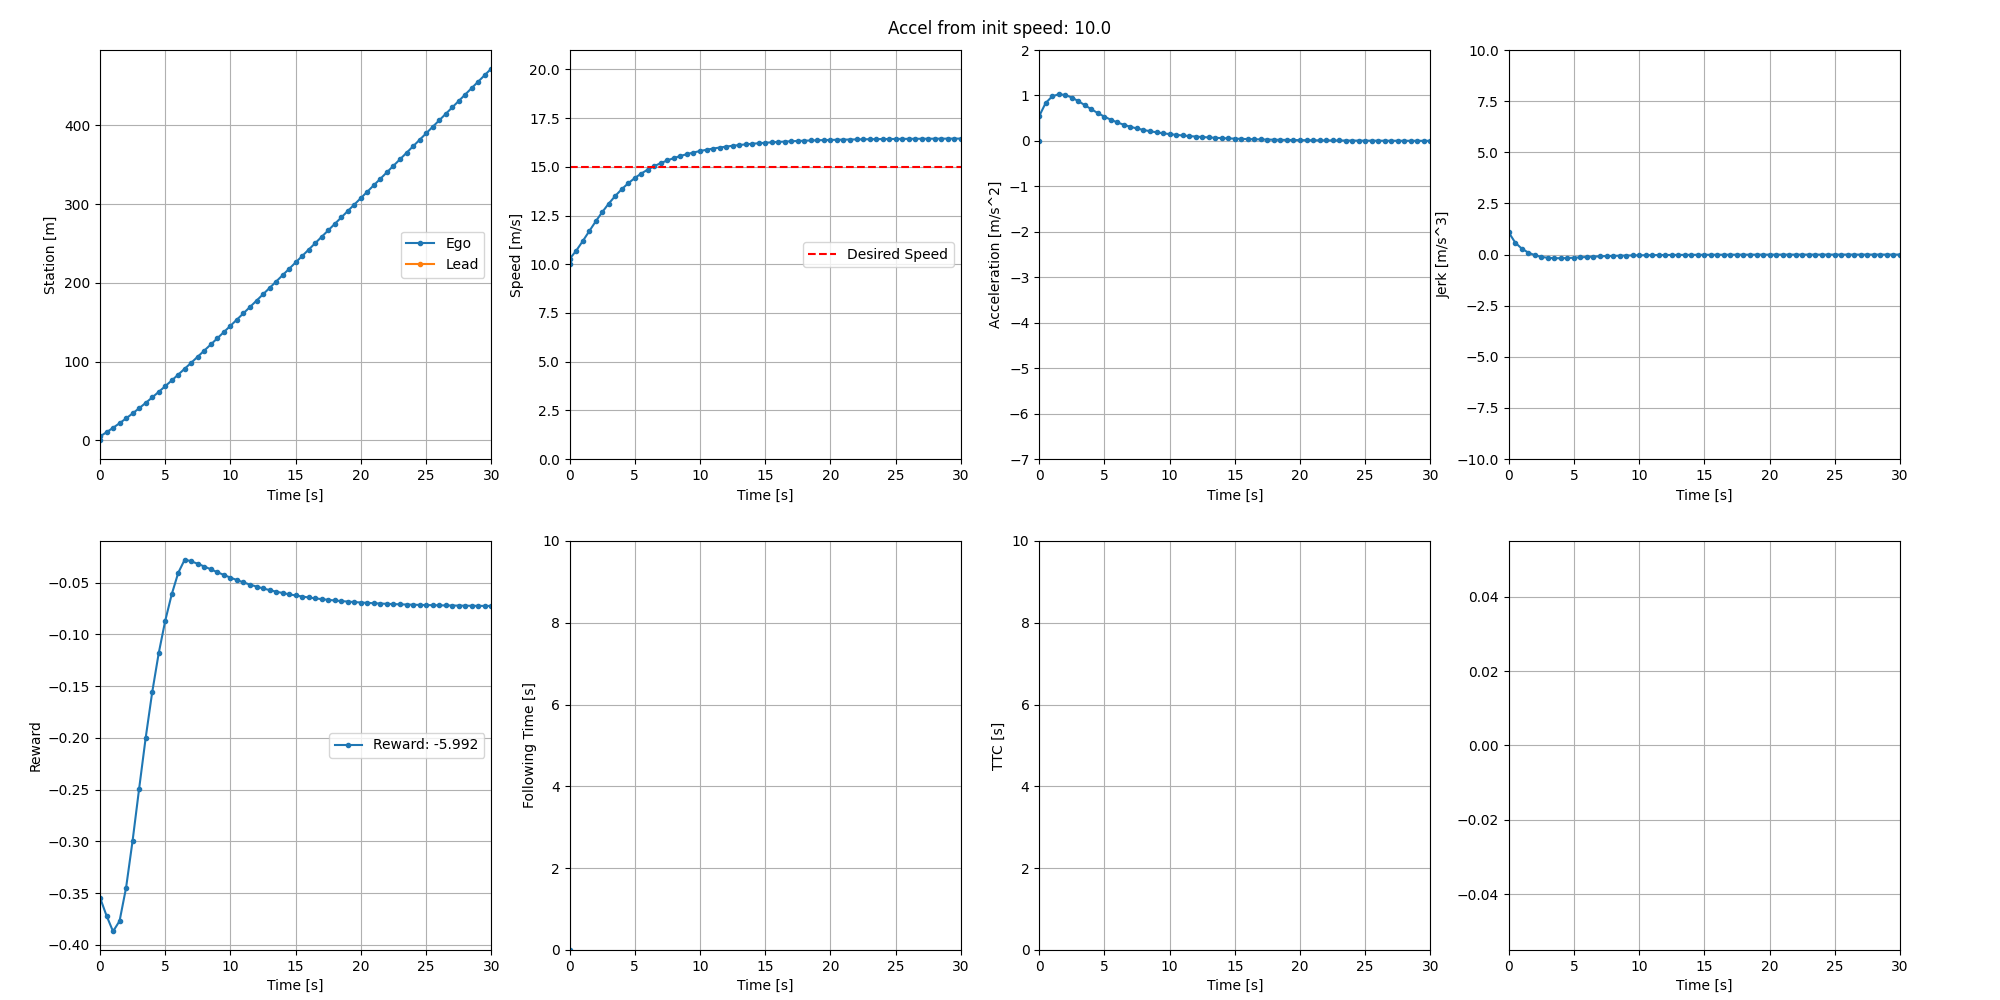 Accel from init speed: 10.0
Station [m]
400
300
200
100
0
0 5 10 15 20 25 30
Time [s]
Ego
Lead
Speed [m/s]
20.0
17.5
15.0
12.5
10.0
7.5
5.0
2.5
0.0
0 5 10 15 20 25 30
Time [s]
Desired Speed
Acceleration [m/s^2]
2
1
0
−1
−2
−3
−4
−5
−6
−7
0 5 10 15 20 25 30
Time [s]
Jerk [m/s^3]
10.0
7.5
5.0
2.5
0.0
−2.5
−5.0
−7.5
−10.0
0 5 10 15 20 25 30
Time [s]
Reward
−0.05
−0.10
−0.15
−0.20
−0.25
−0.30
−0.35
−0.40
0 5 10 15 20 25 30
Time [s]
Reward: -5.992
Following Time [s]
10
8
6
4
2
0
0 5 10 15 20 25 30
Time [s]
TTC [s]
10
8
6
4
2
0
0 5 10 15 20 25 30
Time [s]
0.04
0.02
0.00
−0.02
−0.04
0 5 10 15 20 25 30
Time [s]